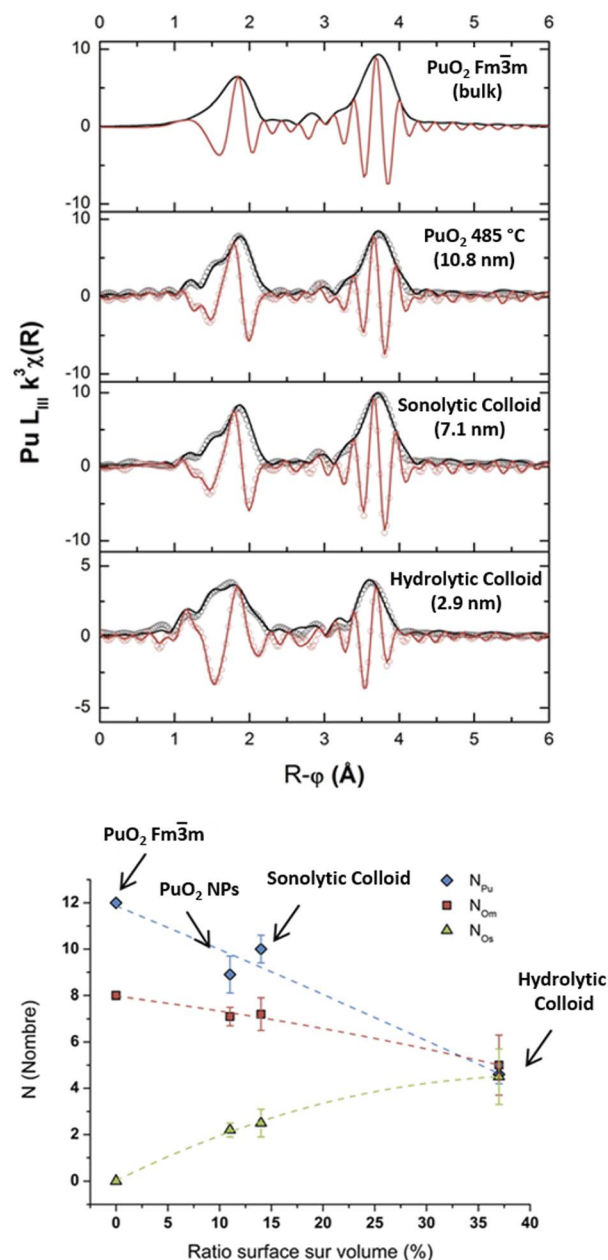 0 1 2 3 4 5 6
10
0
-10
PuO₂ Fm3̅m
(bulk)
10
0
-10
PuO₂ 485 °C
(10.8 nm)
10
0
-10
Sonolytic Colloid
(7.1 nm)
5
0
-5
Hydrolytic Colloid
(2.9 nm)
Pu L_III k³χ(R)
0 1 2 3 4 5 6
R-φ (Å)
PuO₂ Fm3̅m
PuO₂ NPs
Sonolytic Colloid
N_Pu
N_Om
N_Os
Hydrolytic
Colloid
12
10
8
6
4
2
0
N (Nombre)
0 5 10 15 20 25 30 35 40
Ratio surface sur volume (%)